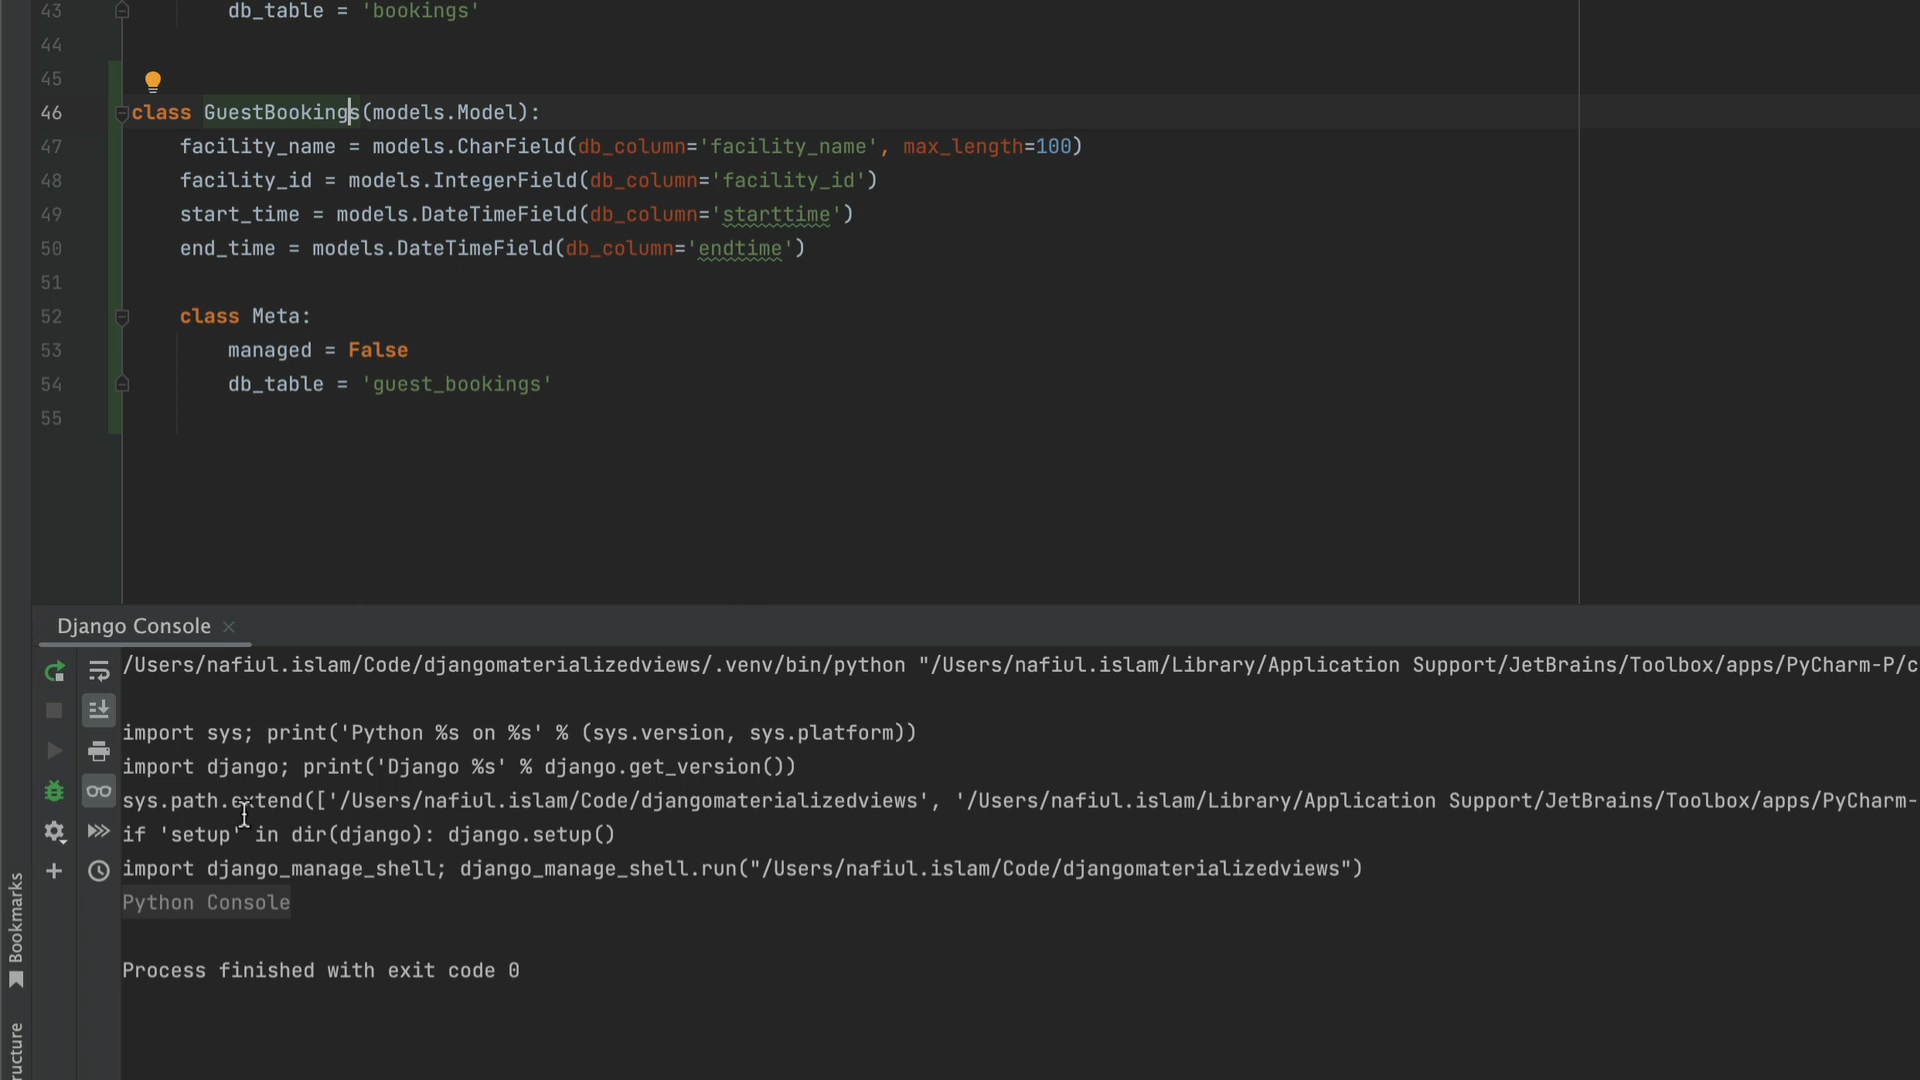 43 db_table = 'bookings'
44
45
46 class GuestBookings(models.Model):
47 facility_name = models.CharField(db_column='facility_name', max_length=100)
48 facility_id = models.IntegerField(db_column='facility_id')
49 start_time = models.DateTimeField(db_column='starttime')
50 end_time = models.DateTimeField(db_column='endtime')
51
52 class Meta:
53 managed = False
54 db_table = 'guest_bookings'
55
Django Console
/Users/nafiul.islam/Code/djangomaterializedviews/.venv/bin/python "/Users/nafiul.islam/Library/Application Support/JetBrains/Toolbox/apps/PyCharm-P/c
import sys; print('Python %s on %s' % (sys.version, sys.platform))
import django; print('Django %s' % django.get_version())
sys.path.extend(['/Users/nafiul.islam/Code/djangomaterializedviews', '/Users/nafiul.islam/Library/Application Support/JetBrains/Toolbox/apps/PyCharm-
if 'setup' in dir(django): django.setup()
import django_manage_shell; django_manage_shell.run("/Users/nafiul.islam/Code/djangomaterializedviews")
Python Console
Process finished with exit code 0
Bookmarks
ructure